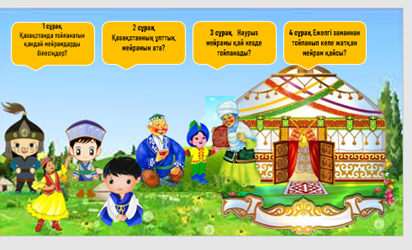 1 сұрақ
Қазақстанда тойланатын
қандай мейрамдарды
білесіңдер?
2 сұрақ
Қазақстанның ұлттық
мейрамын ата?
3 сұрақ Наурыз
мейрамы қай кезде
тойланады?
4 сұрақ Ежелгі заманнан
тойланып келе жатқан
мейрам қайсы?